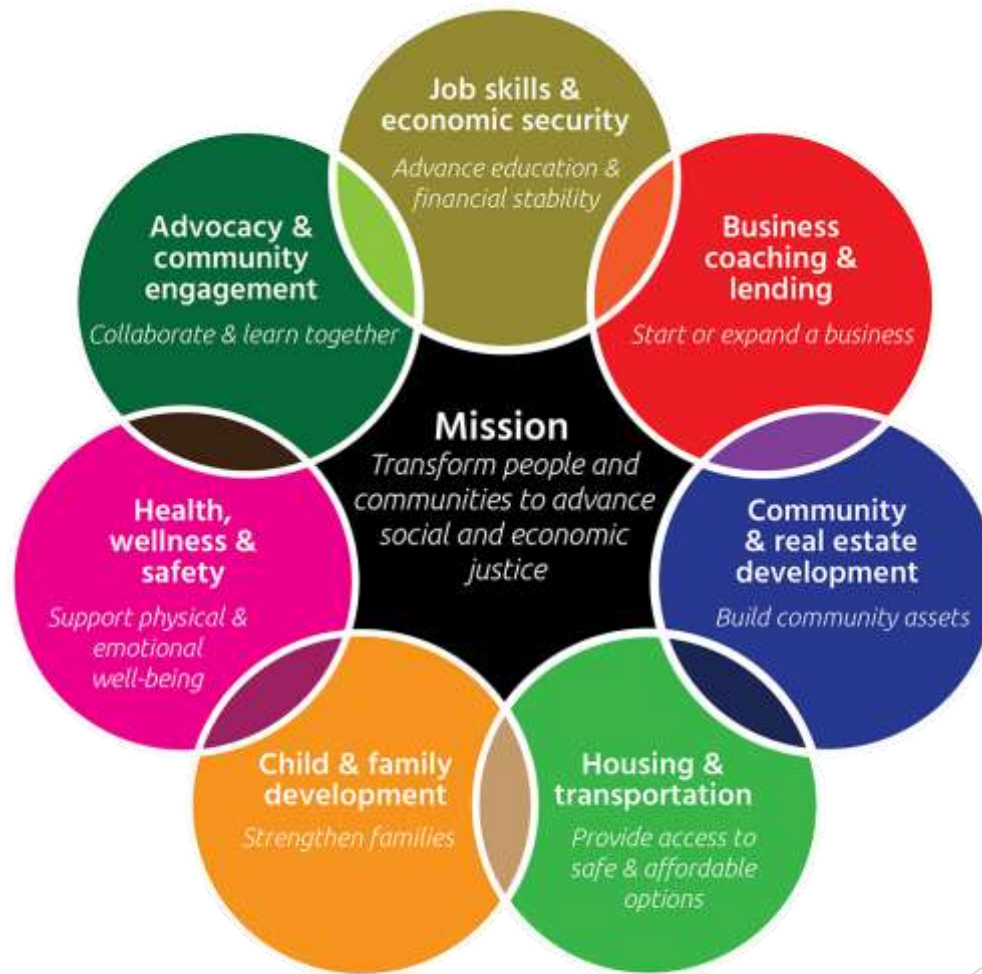 Job skills &
economic security
Advance education &
financial stability
Business
coaching &
lending
Start or expand a business
Community
& real estate
development
Build community assets
Housing &
transportation
Provide access to
safe & affordable
options
Child & family
development
Strengthen families
Health,
wellness &
safety
Support physical &
emotional
well-being
Advocacy &
community
engagement
Collaborate & learn together
Mission
Transform people and
communities to advance
social and economic
justice